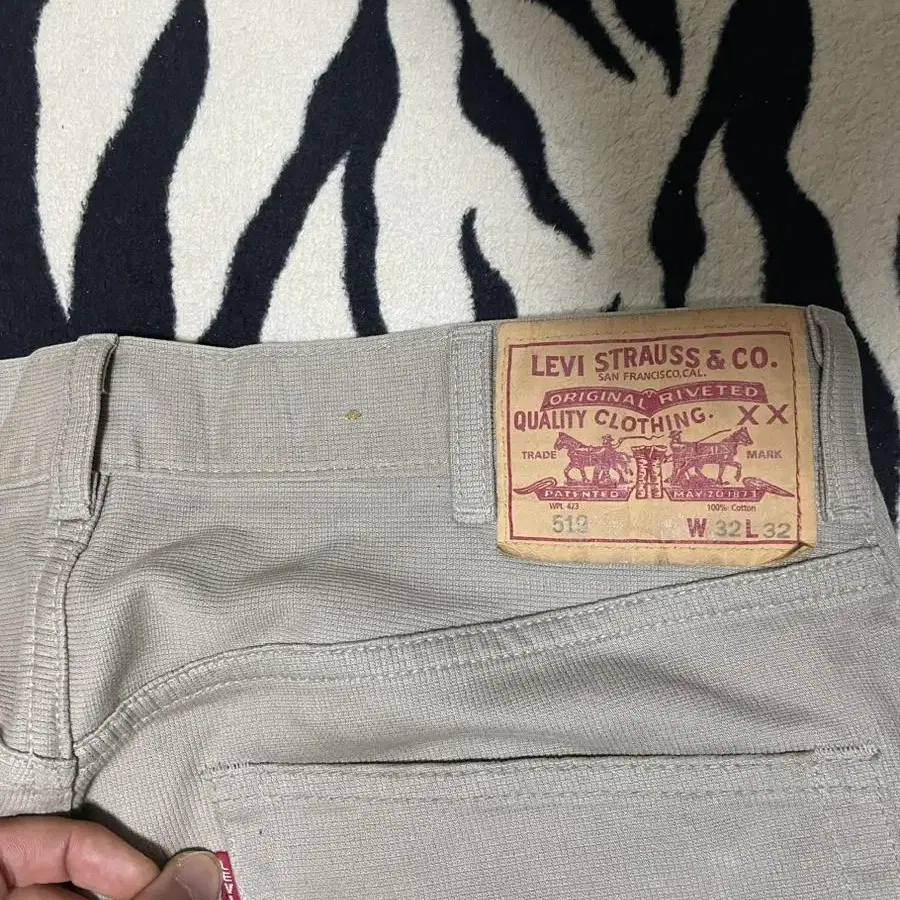 LEVI STRAUSS & CO.
SAN FRANCISCO, CAL.
ORIGINAL RIVETED
QUALITY CLOTHING. XX
TRADE MARK
PATENTED MAY 20 1873
WPL 423 100% Cotton
519 W 32 L 32
LEVI